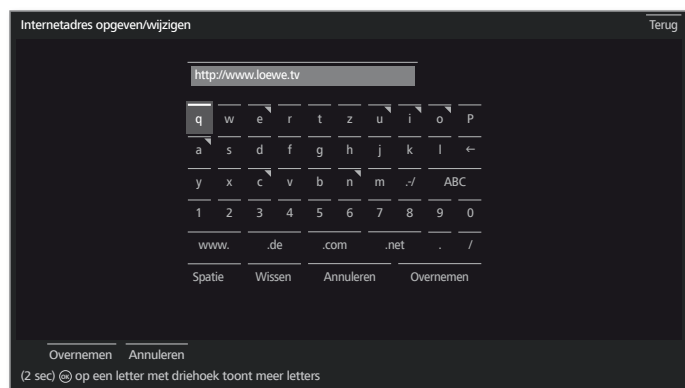 Internetadres opgeven/wijzigen Terug
http://www.loewe.tv
q w e r t z u i o P
a s d f g h j k l ←
y x c v b n m .-/ ABC
1 2 3 4 5 6 7 8 9 0
www. .de .com .net . /
Spatie Wissen Annuleren Overnemen
Overnemen Annuleren
(2 sec) OK op een letter met driehoek toont meer letters